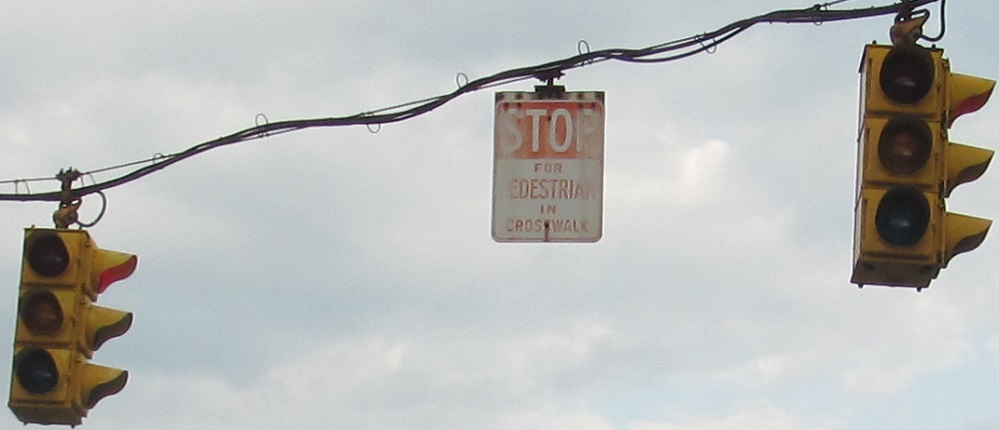 STOP
FOR
PEDESTRIAN
IN
CROSSWALK